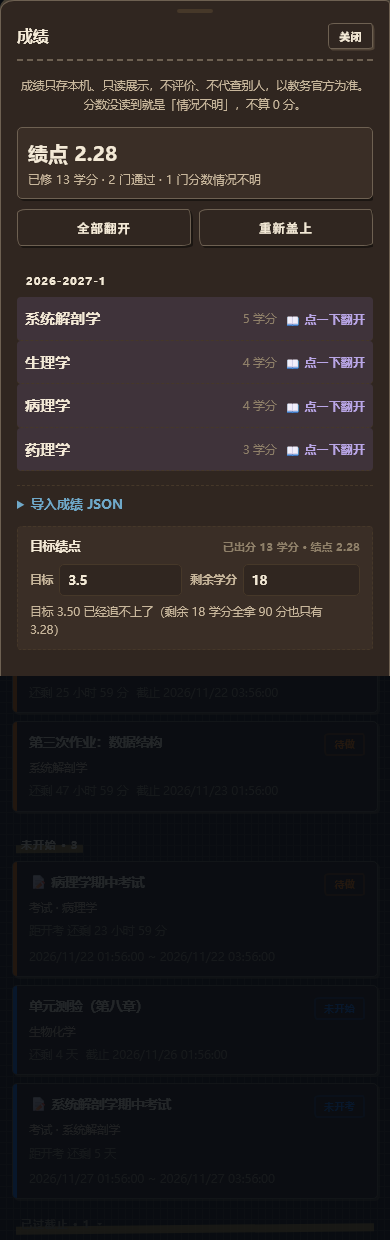 成绩
关闭
成绩只存本机、只读展示，不评价、不代查别人，以教务官方为准。
分数没读到就是「情况不明」，不算 0 分。
绩点 2.28
已修 13 学分 · 2 门通过 · 1 门分数情况不明
全部翻开
重新盖上
2026-2027-1
系统解剖学 5 学分 点一下翻开
生理学 4 学分 点一下翻开
病理学 4 学分 点一下翻开
药理学 3 学分 点一下翻开
导入成绩 JSON
目标绩点 已出分 13 学分 · 绩点 2.28
目标 3.5 剩余学分 18
目标 3.50 已经追不上了（剩余 18 学分全拿 90 分也只有
3.28）
还剩 25 小时 59 分 截止 2026/11/22 03:56:00
第三次作业：数据结构 待做
系统解剖学
还剩 47 小时 59 分 截止 2026/11/23 01:56:00
未开始 · 3
病理学期中考试 待做
考试 · 病理学
距开考 还剩 23 小时 59 分
2026/11/22 01:56:00 ~ 2026/11/22 03:56:00
单元测验（第八章） 未开始
生物化学
还剩 4 天 截止 2026/11/26 01:56:00
系统解剖学期中考试 未开考
考试 · 系统解剖学
距开考 还剩 5 天
2026/11/27 01:56:00 ~ 2026/11/27 03:56:00